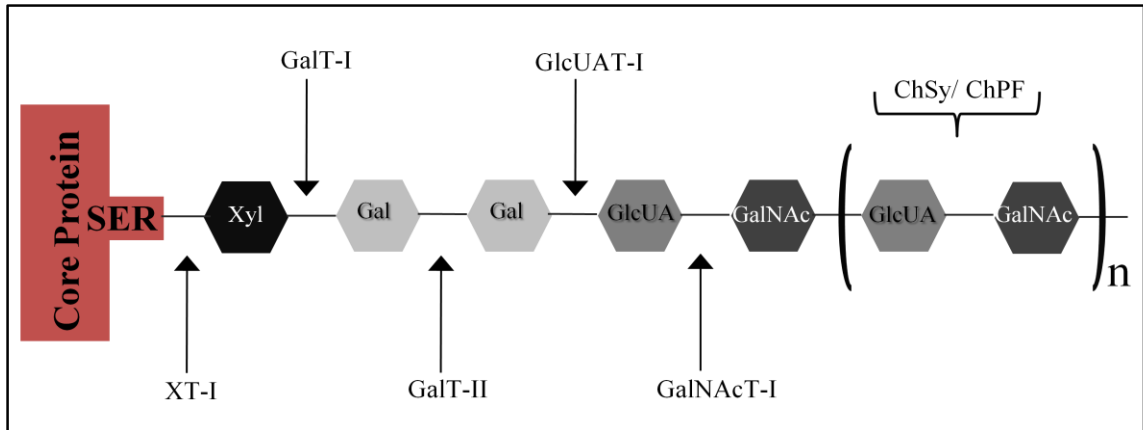 GalT-I
GlcUAT-I
ChSy/ ChPF
Core Protein
SER
Xyl
Gal
Gal
GlcUA
GalNAc
GlcUA
GalNAc
n
XT-I
GalT-II
GalNAcT-I